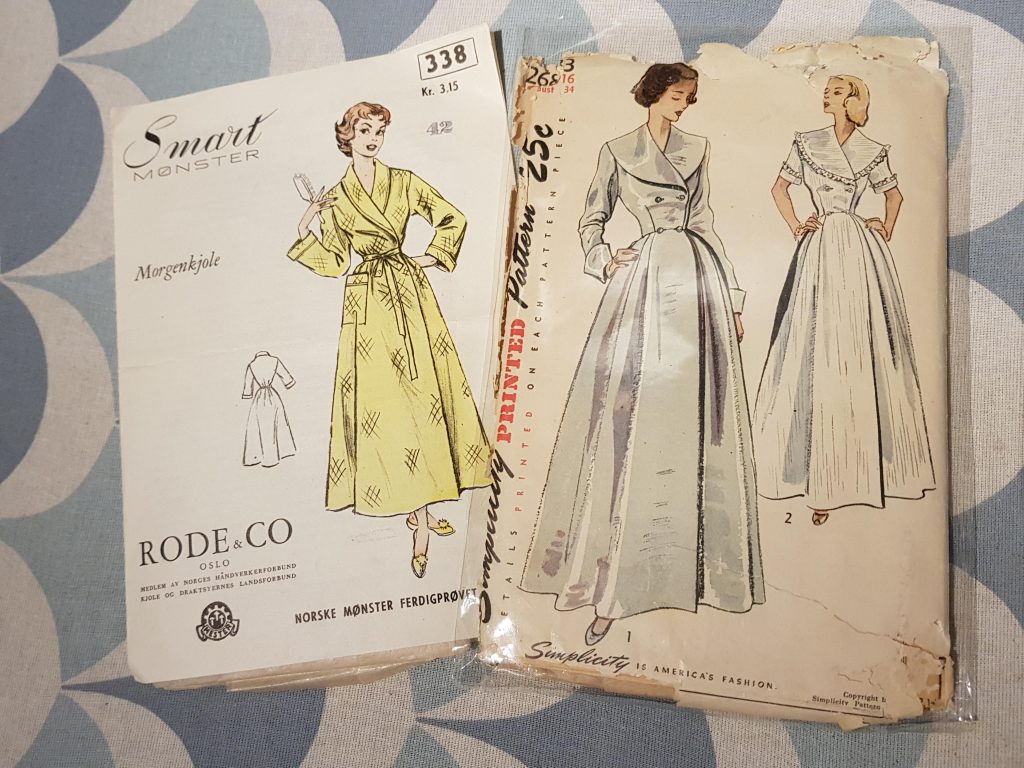 338
Kr. 3,15
42
Smart
MØNSTER
Morgenkjole
RODE & CO
OSLO
MEDLEM AV NORGES HÅNDVERKERFORBUND
KJOLE OG DRAKTSYERNES LANDSFORBUND
MESTER
NORSKE MØNSTER FERDIGPRØVET
16
Bust 34
25c
Simplicity PRINTED Pattern
DETAILS PRINTED ON EACH PATTERN PIECE
1
2
Simplicity IS AMERICA'S FASHION.
Copyright
Simplicity Pattern